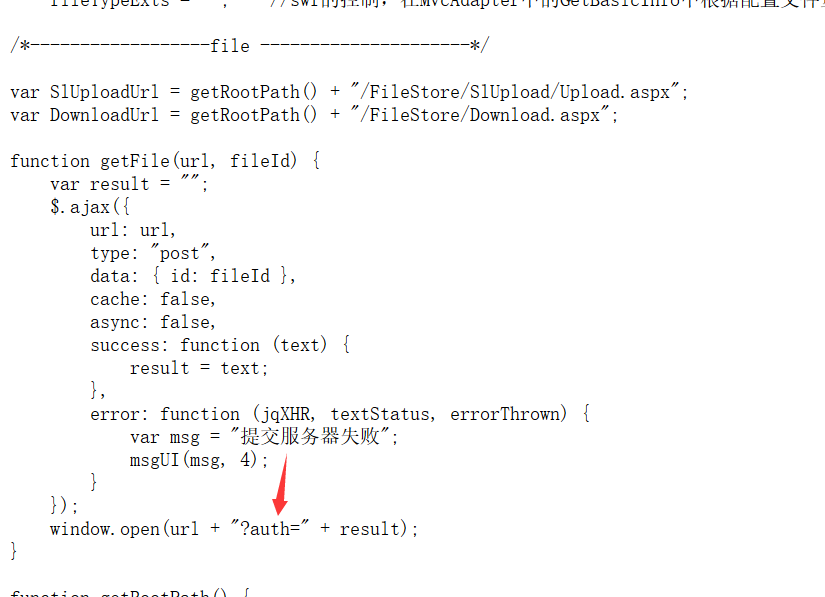 fileTypeExts = "*"; //swf的控制，在MvcAdapter中的GetBasicInfo中根据配置文件
/*------------------file ---------------------*/
var SlUploadUrl = getRootPath() + "/FileStore/SlUpload/Upload.aspx";
var DownloadUrl = getRootPath() + "/FileStore/Download.aspx";
function getFile(url, fileId) {
var result = "";
$.ajax({
url: url,
type: "post",
data: { id: fileId },
cache: false,
async: false,
success: function (text) {
result = text;
},
error: function (jqXHR, textStatus, errorThrown) {
var msg = "提交服务器失败";
msgUI(msg, 4);
}
});
window.open(url + "?auth=" + result);
}
function getRootPath() {